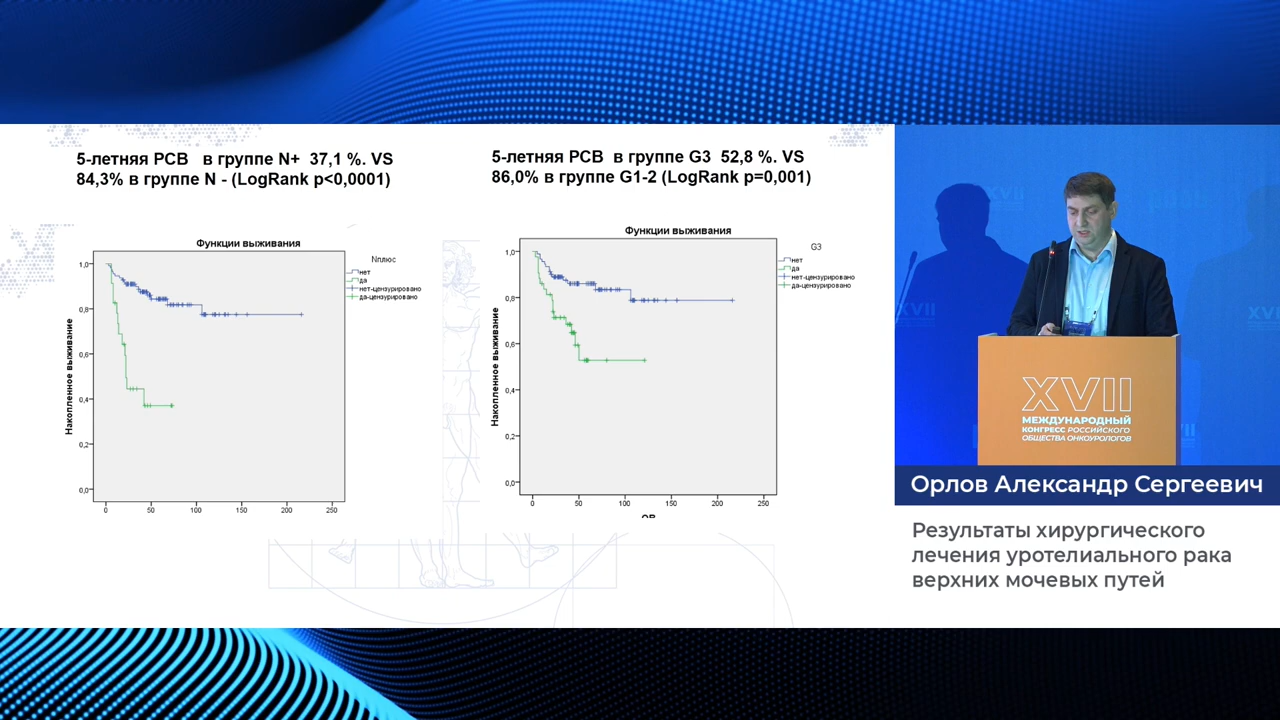 5-летняя РСВ в группе N+ 37,1 %. VS
84,3% в группе N - (LogRank p<0,0001)
5-летняя РСВ в группе G3 52,8 %. VS
86,0% в группе G1-2 (LogRank p=0,001)
Функции выживания
Nплюс
нет
да
нет-цензурировано
да-цензурировано
Накопленное выживание
1,0
0,8
0,6
0,4
0,2
0,0
0 50 100 150 200 250
Функции выживания
G3
нет
да
нет-цензурировано
да-цензурировано
Накопленное выживание
1,0
0,8
0,6
0,4
0,2
0,0
0 50 100 150 200 250
XVII
XVII
МЕЖДУНАРОДНЫЙ
КОНГРЕСС РОССИЙСКОГО
ОБЩЕСТВА ОНКОУРОЛОГОВ
Орлов Александр Сергеевич
Результаты хирургического
лечения уротелиального рака
верхних мочевых путей